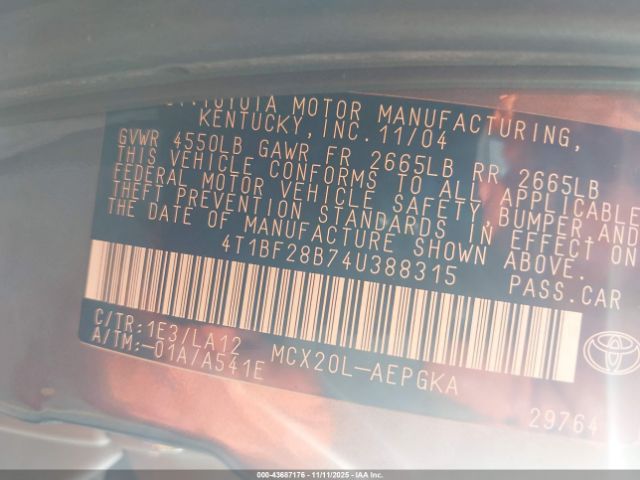 TOYOTA MOTOR MANUFACTURING,
KENTUCKY, INC. 11/04
GVWR 4550LB GAWR FR 2665LB RR 2665LB
THIS VEHICLE CONFORMS TO ALL APPLICABLE
FEDERAL MOTOR VEHICLE SAFETY, BUMPER AND
THEFT PREVENTION STANDARDS IN EFFECT ON
THE DATE OF MANUFACTURE SHOWN ABOVE.
4T1BF28B74U388315 PASS.CAR
C/TR:1E3/LA12 MCX20L-AEPGKA
A/TM:-01A/A541E
TOYOTA
29764
000-43687176 - 11/11/2025 - IAA Inc.